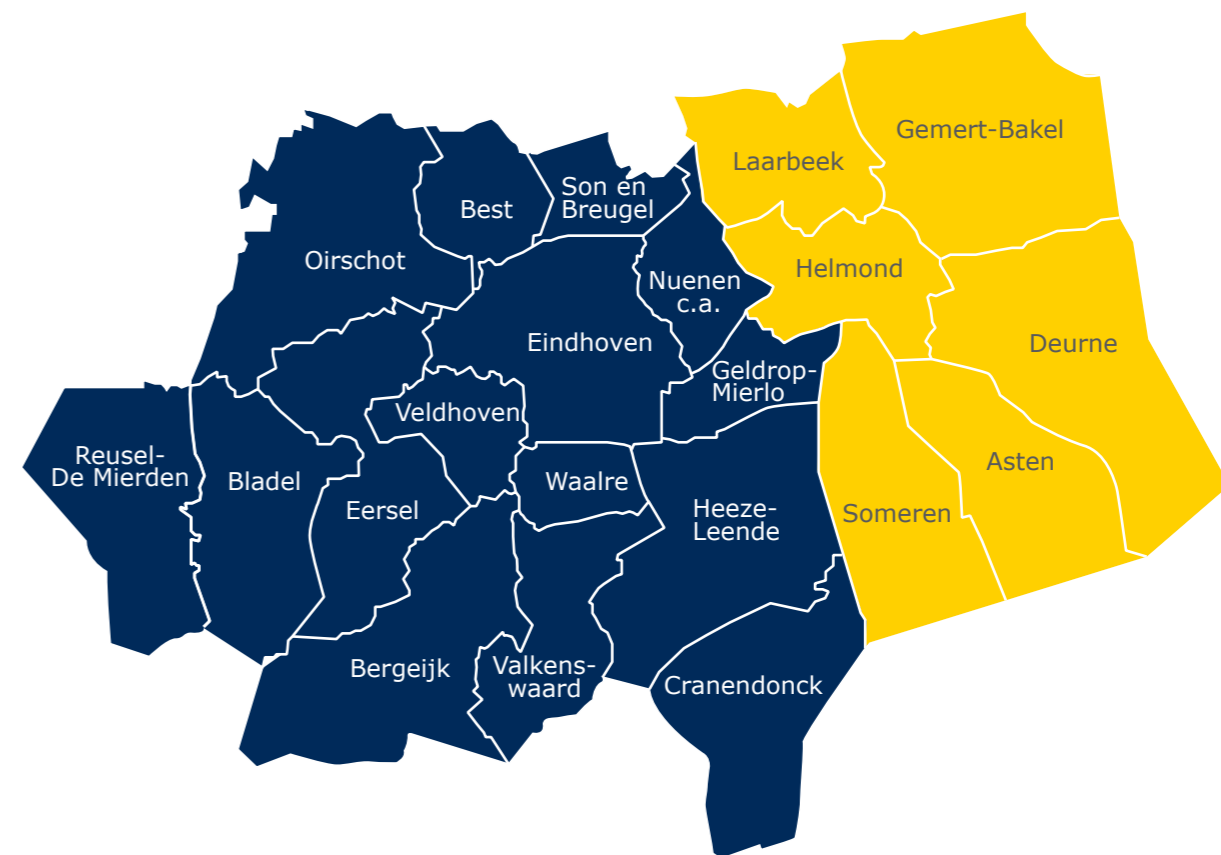 Gemert-Bakel
Laarbeek
Son en
Breugel
Best
Oirschot
Helmond
Nuenen
c.a.
Eindhoven
Deurne
Geldrop-
Mierlo
Veldhoven
Reusel-
De Mierden
Bladel
Asten
Waalre
Eersel
Heeze-
Leende
Someren
Bergeijk
Valkens-
waard
Cranendonck